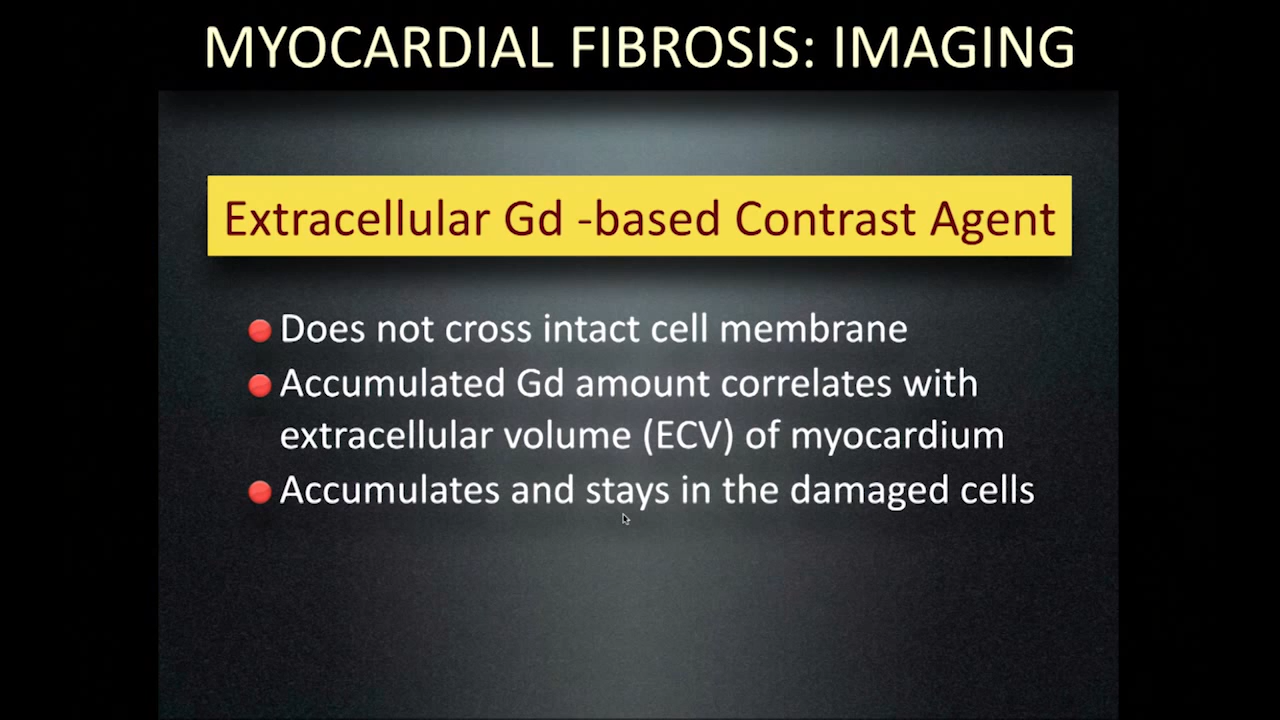 MYOCARDIAL FIBROSIS: IMAGING
Extracellular Gd -based Contrast Agent
Does not cross intact cell membrane
Accumulated Gd amount correlates with
extracellular volume (ECV) of myocardium
Accumulates and stays in the damaged cells